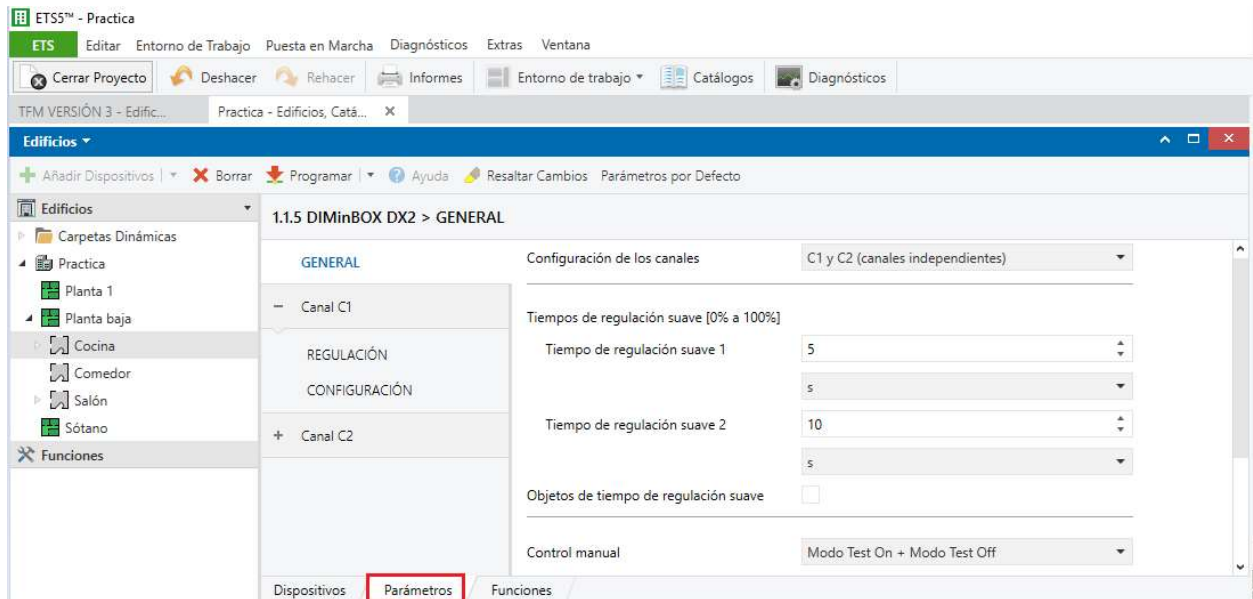 ETS5™ - Practica
ETS Editar Entorno de Trabajo Puesta en Marcha Diagnósticos Extras Ventana
Cerrar Proyecto Deshacer Rehacer Informes Entorno de trabajo Catálogos Diagnósticos
TFM VERSIÓN 3 - Edific... Practica - Edificios, Catá...
Edificios
Añadir Dispositivos Borrar Programar Ayuda Resaltar Cambios Parámetros por Defecto
Edificios
Carpetas Dinámicas
Practica
Planta 1
Planta baja
Cocina
Comedor
Salón
Sótano
Funciones
1.1.5 DIMinBOX DX2 > GENERAL
GENERAL
Canal C1
REGULACIÓN
CONFIGURACIÓN
Canal C2
Configuración de los canales C1 y C2 (canales independientes)
Tiempos de regulación suave [0% a 100%]
Tiempo de regulación suave 1 5
s
Tiempo de regulación suave 2 10
s
Objetos de tiempo de regulación suave
Control manual Modo Test On + Modo Test Off
Dispositivos Parámetros Funciones